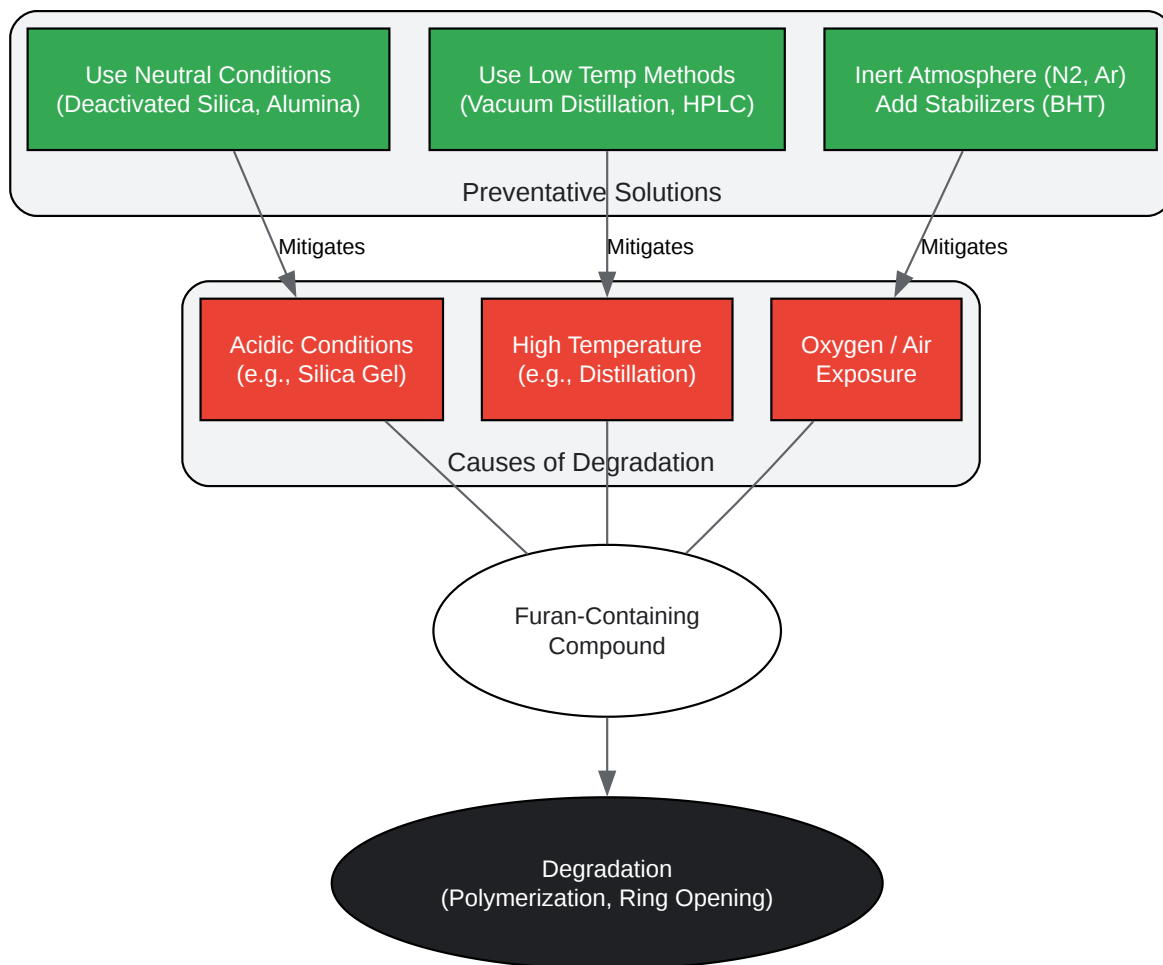 Use Neutral Conditions
(Deactivated Silica, Alumina)
Use Low Temp Methods
(Vacuum Distillation, HPLC)
Inert Atmosphere (N2, Ar)
Add Stabilizers (BHT)
Preventative Solutions
Mitigates
Mitigates
Mitigates
Acidic Conditions
(e.g., Silica Gel)
High Temperature
(e.g., Distillation)
Oxygen / Air
Exposure
Causes of Degradation
Furan-Containing
Compound
Degradation
(Polymerization, Ring Opening)